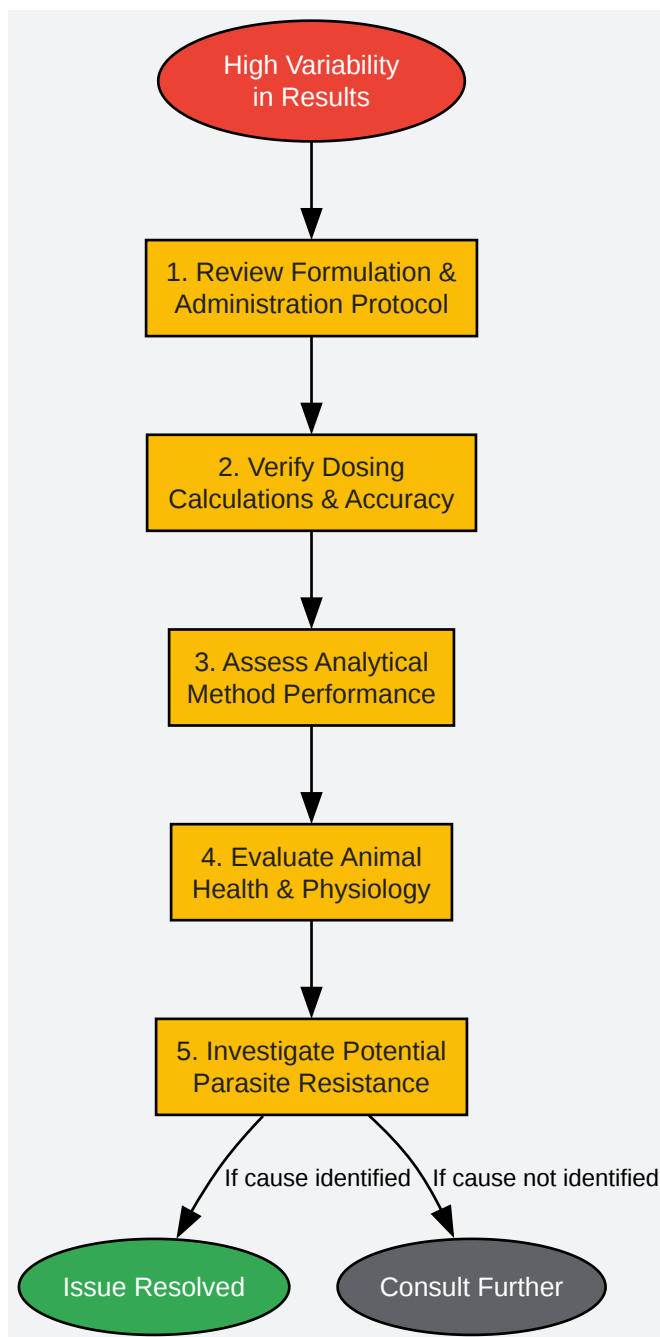 High Variability
in Results
1. Review Formulation &
Administration Protocol
2. Verify Dosing
Calculations & Accuracy
3. Assess Analytical
Method Performance
4. Evaluate Animal
Health & Physiology
5. Investigate Potential
Parasite Resistance
If cause identified
If cause not identified
Issue Resolved
Consult Further